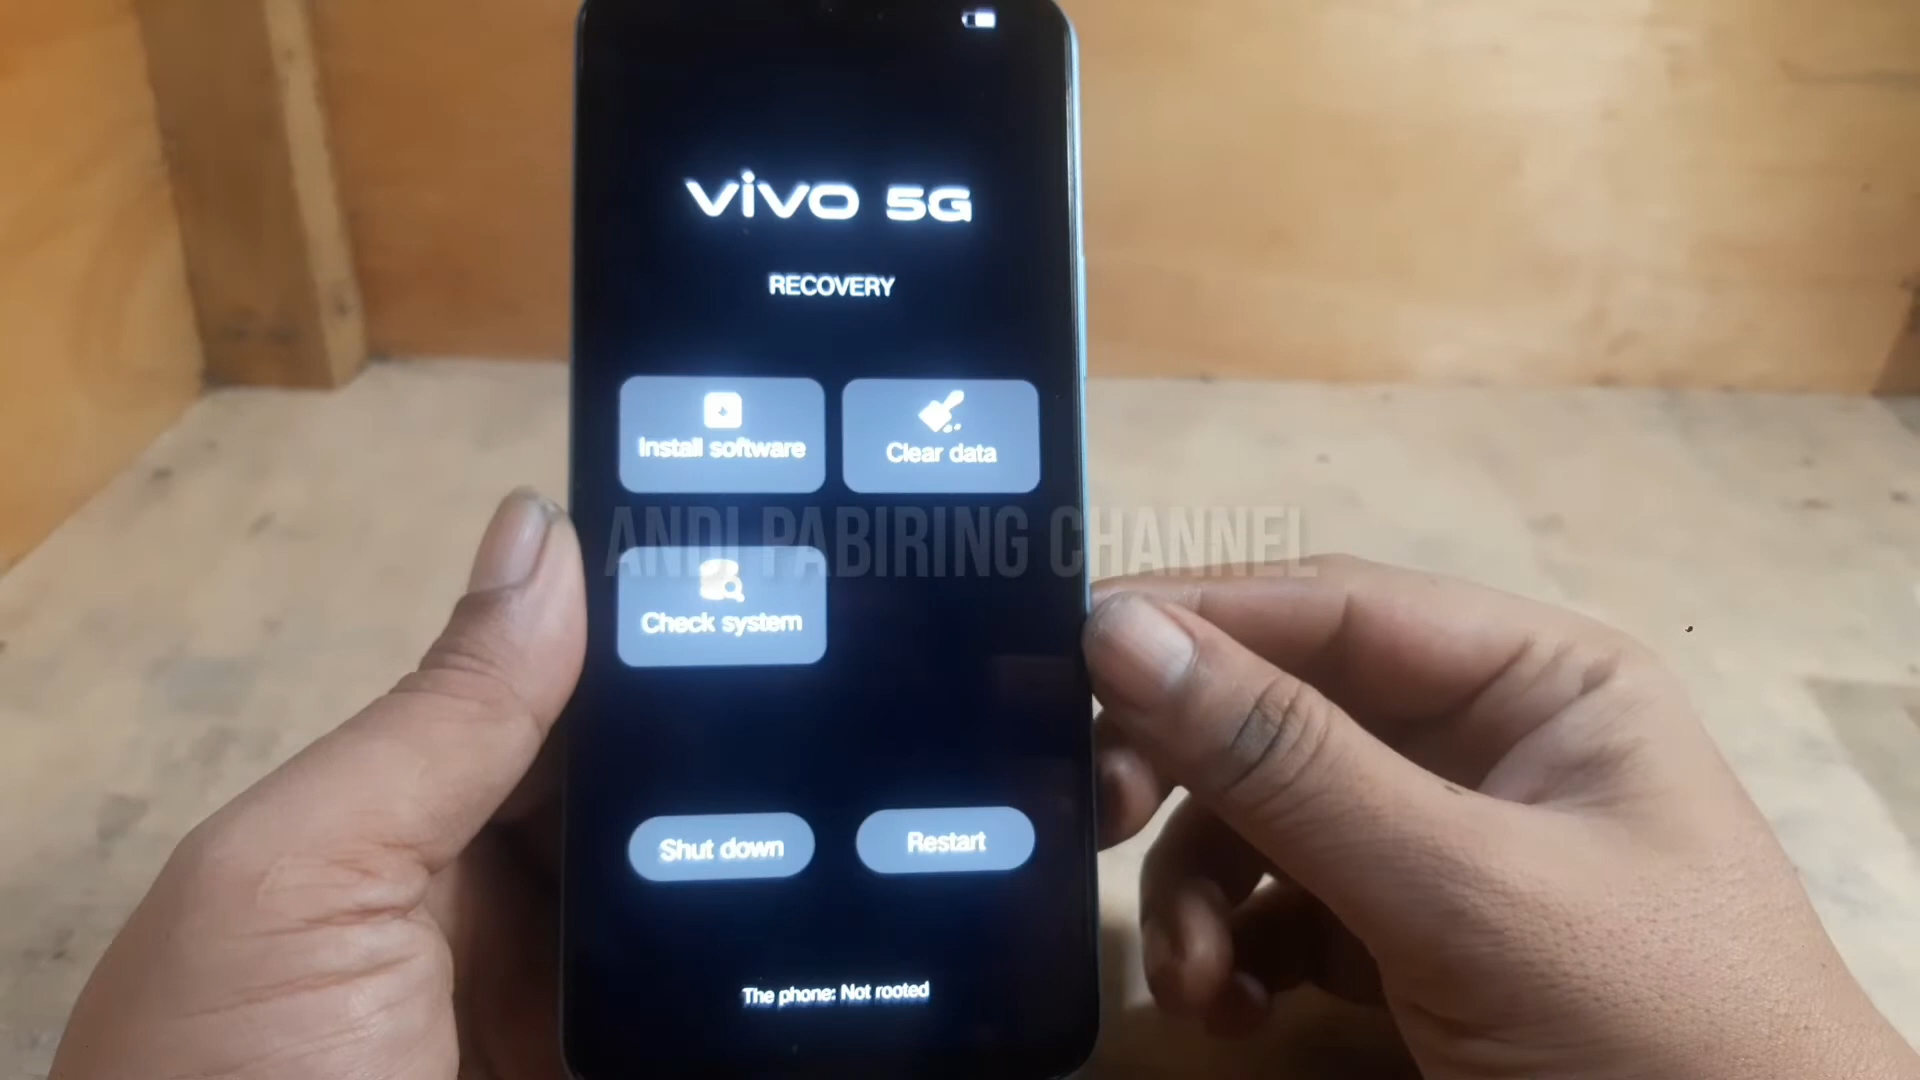 vivo 5G
RECOVERY
Install software
Clear data
ANDI PABIRING CHANNEL
Check system
Shut down
Restart
The phone: Not rooted